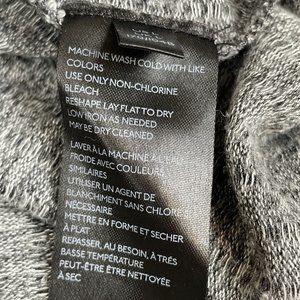 MACHINE WASH COLD WITH LIKE
COLORS
USE ONLY NON-CHLORINE
BLEACH
RESHAPE LAY FLAT TO DRY
LOW IRON AS NEEDED
MAY BE DRY CLEANED
LAVER À LA MACHINE À L'EAU
FROIDE AVEC COULEURS
SIMILAIRES
UTILISER UN AGENT DE
BLANCHIMENT SANS CHLORE
NÉCESSAIRE
METTRE EN FORME ET SECHER
À PLAT
REPASSER, AU BESOIN, À TRÈS
BASSE TEMPÉRATURE
PEUT-ÊTRE ÊTRE NETTOYÉE
À SEC